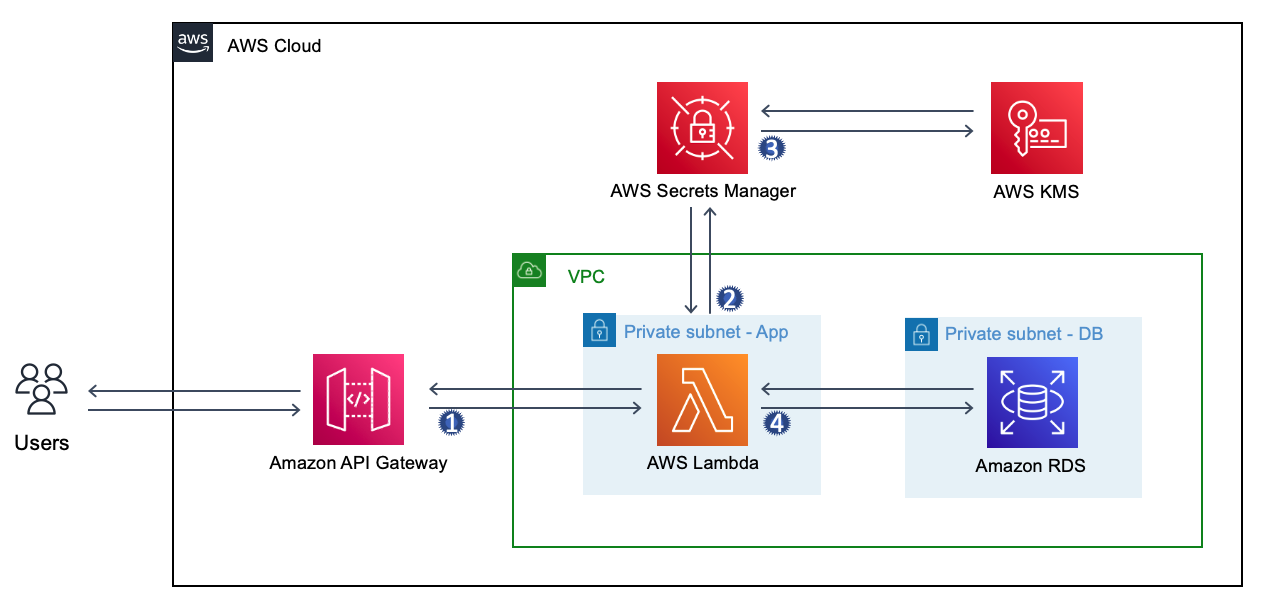 aws
AWS Cloud
3
AWS Secrets Manager
AWS KMS
VPC
2
Private subnet - App
Private subnet - DB
</>
1
4
Users
Amazon API Gateway
AWS Lambda
Amazon RDS